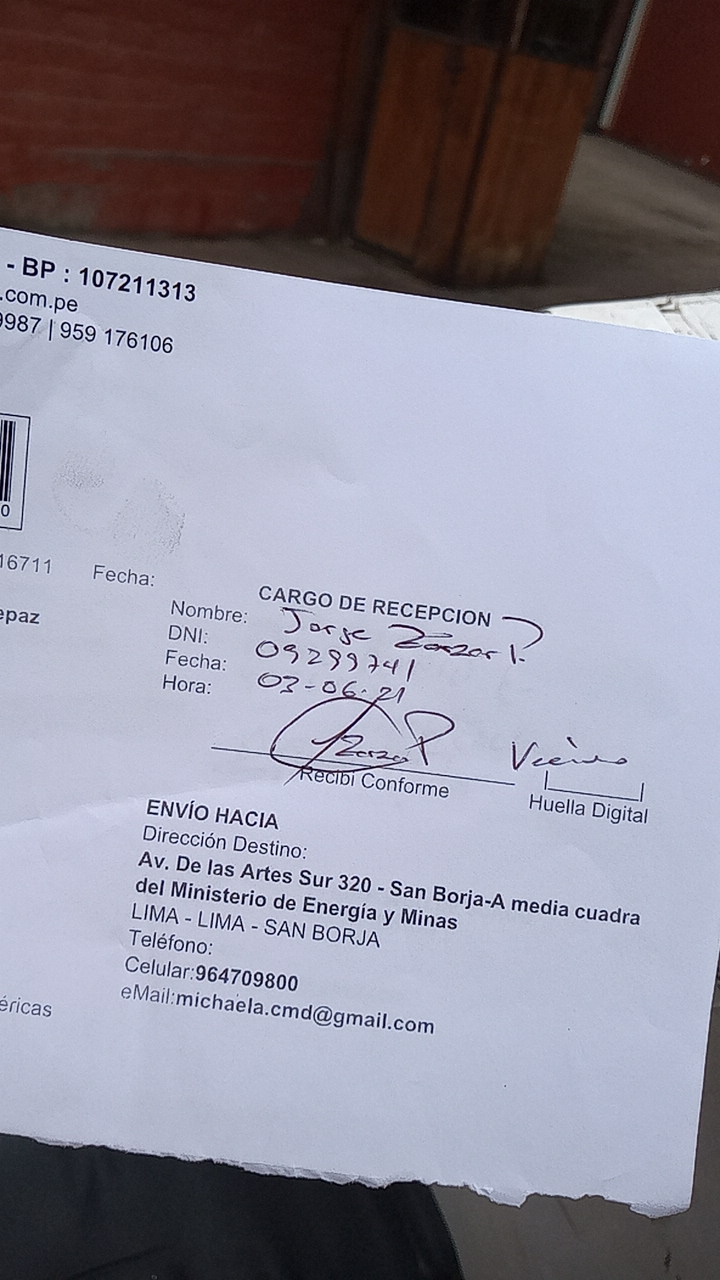 - BP : 107211313
.com.pe
9987 | 959 176106
0
16711 Fecha:
epaz
CARGO DE RECEPCION
Nombre: Jorge Zorzar P.
DNI: 09299741
Fecha: 03-06-21
Hora:
Recibi Conforme
Huella Digital
ENVÍO HACIA
Dirección Destino:
Av. De las Artes Sur 320 - San Borja-A media cuadra
del Ministerio de Energía y Minas
LIMA - LIMA - SAN BORJA
Teléfono:
Celular:964709800
eMail:michaela.cmd@gmail.com
éricas